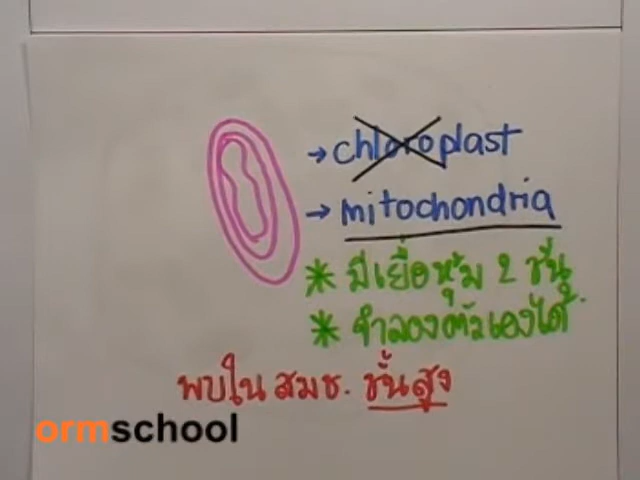 → chloroplast
→ mitochondria
* มีเยื่อหุ้ม 2 ชั้น
* จำลองตัวเองได้
พบใน สมช. ชั้นสูง
ormschool